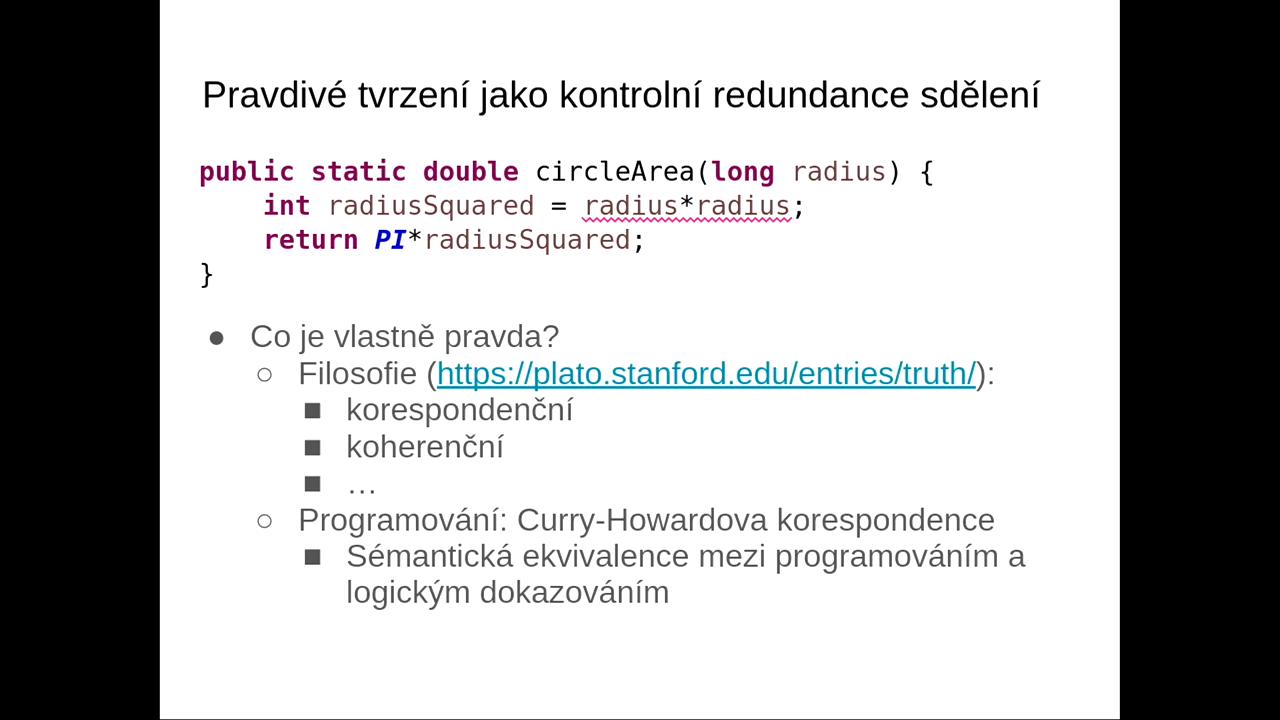 Pravdivé tvrzení jako kontrolní redundance sdělení
public static double circleArea(long radius) {
int radiusSquared = radius*radius;
return PI*radiusSquared;
}
● Co je vlastně pravda?
○ Filosofie (https://plato.stanford.edu/entries/truth/):
■ korespondenční
■ koherenční
■ …
○ Programování: Curry-Howardova korespondence
■ Sémantická ekvivalence mezi programováním a
logickým dokazováním